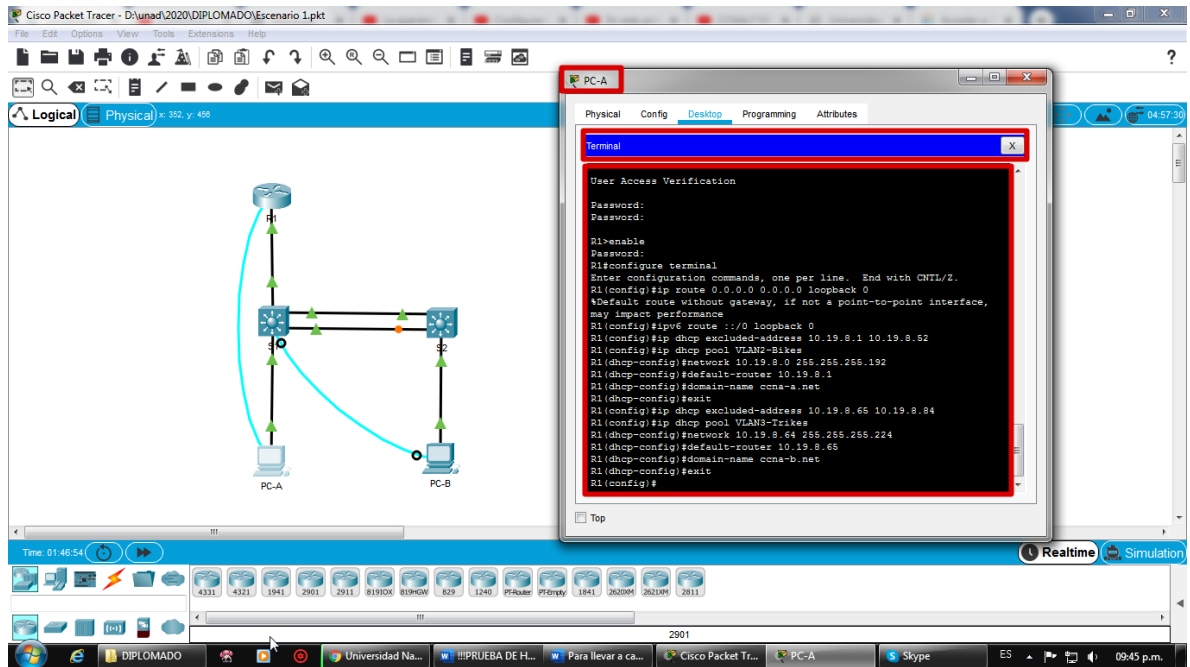 Cisco Packet Tracer - D:\unad\2020\DIPLOMADO\Escenario 1.pkt
File Edit Options View Tools Extensions Help
?
Logical Physical x: 352, y: 456
04:57:30
R1
S2
PC-A
PC-B
PC-A
Physical Config Desktop Programming Attributes
Terminal
X
User Access Verification
Password:
Password:
R1>enable
Password:
R1#configure terminal
Enter configuration commands, one per line. End with CNTL/Z.
R1(config)#ip route 0.0.0.0 0.0.0.0 loopback 0
%Default route without gateway, if not a point-to-point interface,
may impact performance
R1(config)#ipv6 route ::/0 loopback 0
R1(config)#ip dhcp excluded-address 10.19.8.1 10.19.8.52
R1(config)#ip dhcp pool VLAN2-Bikes
R1(dhcp-config)#network 10.19.8.0 255.255.255.192
R1(dhcp-config)#default-router 10.19.8.1
R1(dhcp-config)#domain-name ccna-a.net
R1(dhcp-config)#exit
R1(config)#ip dhcp excluded-address 10.19.8.65 10.19.8.84
R1(config)#ip dhcp pool VLAN3-Trikes
R1(dhcp-config)#network 10.19.8.64 255.255.255.224
R1(dhcp-config)#default-router 10.19.8.65
R1(dhcp-config)#domain-name ccna-b.net
R1(dhcp-config)#exit
R1(config)#
Top
Time: 01:46:54
Realtime Simulation
4331 4321 1941 2901 2911 819IOX 819HGW 829 1240 PT-Router PT-Empty 1841 2620XM 2621XM 2811
2901
DIPLOMADO Universidad Na... !!!PRUEBA DE H... Para llevar a ca... Cisco Packet Tr... PC-A Skype ES 09:45 p.m.